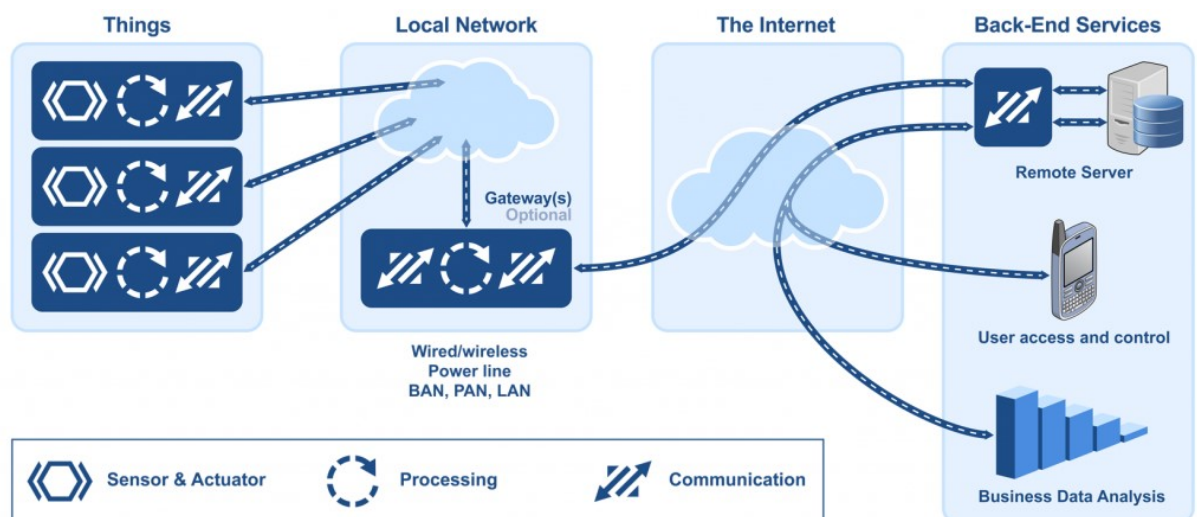 Things
Local Network
The Internet
Back-End Services
Gateway(s)
Optional
Remote Server
User access and control
Wired/wireless
Power line
BAN, PAN, LAN
Business Data Analysis
Sensor & Actuator
Processing
Communication